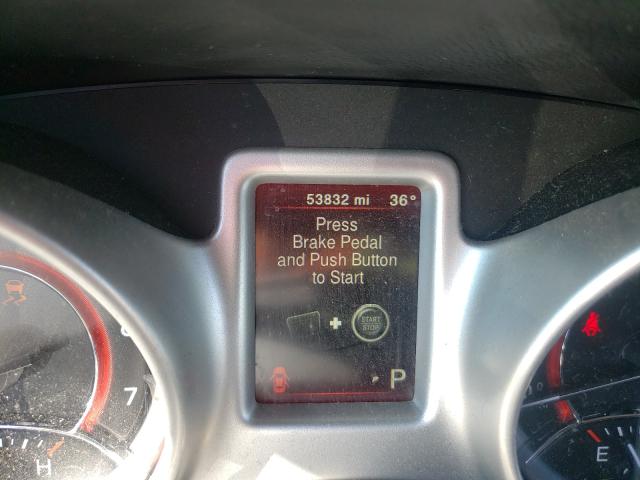 53832 mi 36°
Press
Brake Pedal
and Push Button
to Start
START
STOP
P
7
H
E